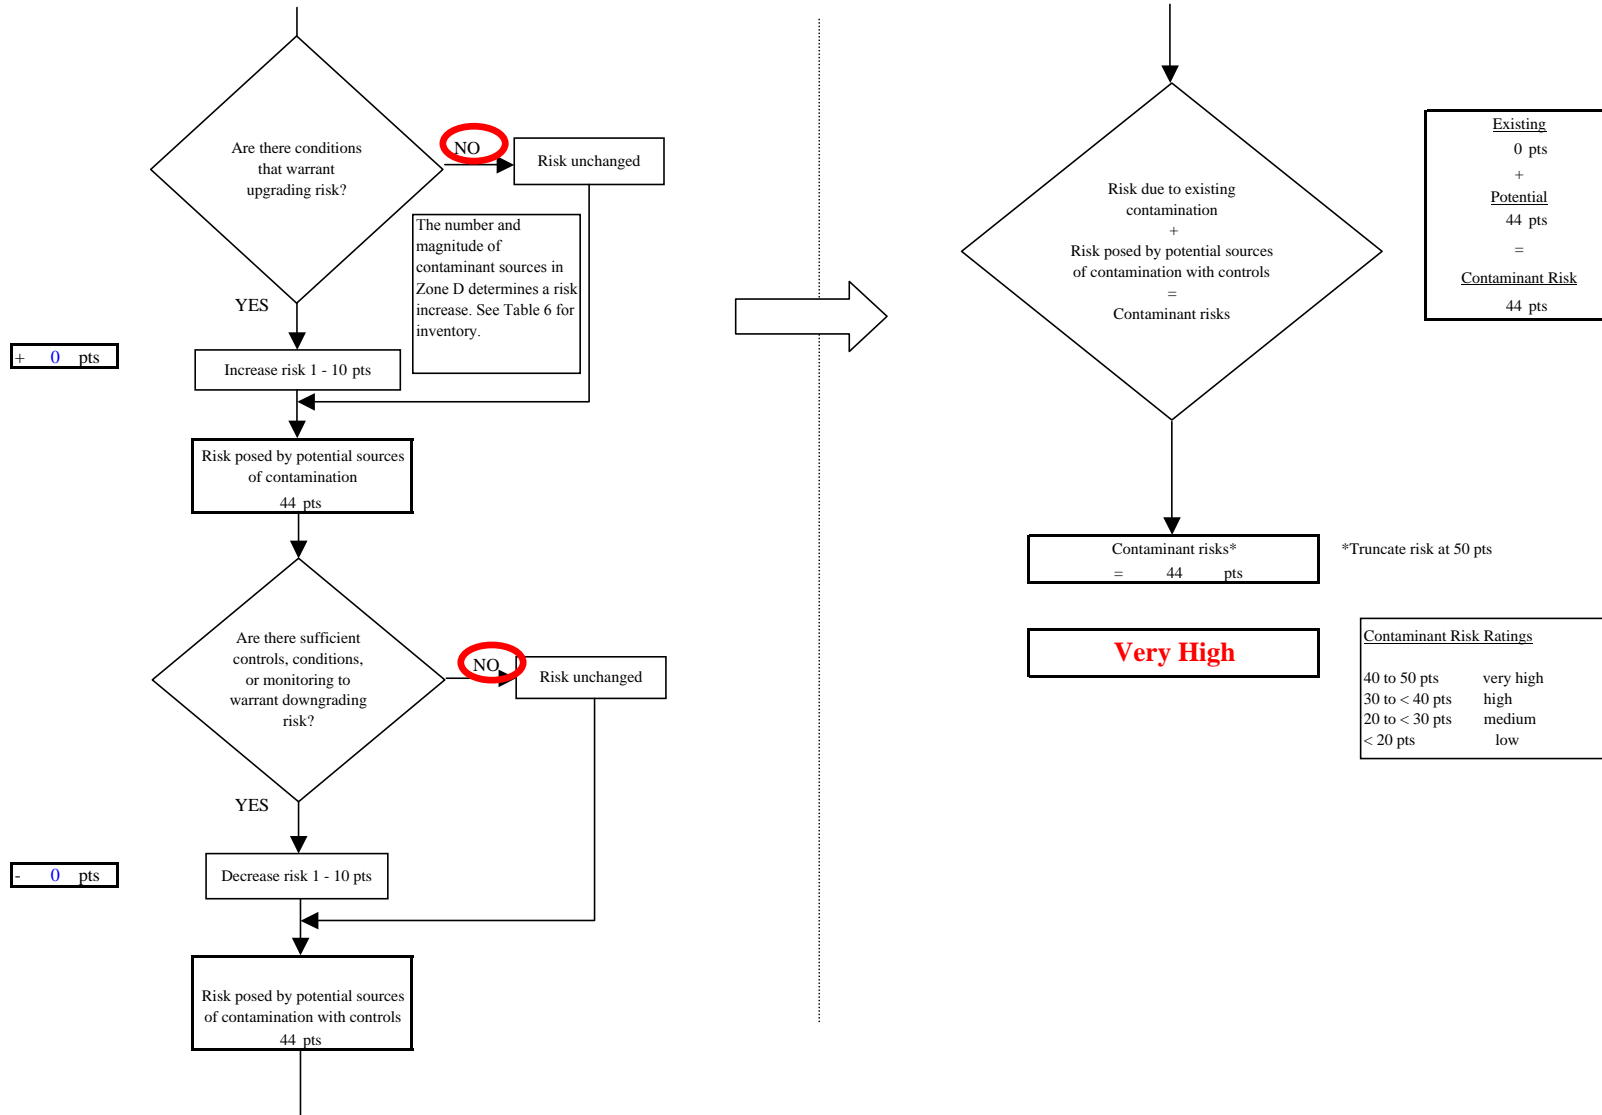 Are there conditions
that warrant
upgrading risk?
NO
Risk unchanged
The number and
magnitude of
contaminant sources in
Zone D determines a risk
increase. See Table 6 for
inventory.
YES
+ 0 pts
Increase risk 1 - 10 pts
Risk posed by potential sources
of contamination
44 pts
Are there sufficient
controls, conditions,
or monitoring to
warrant downgrading
risk?
NO
Risk unchanged
YES
- 0 pts
Decrease risk 1 - 10 pts
Risk posed by potential sources
of contamination with controls
44 pts
Risk due to existing
contamination
+
Risk posed by potential sources
of contamination with controls
=
Contaminant risks
Existing
0 pts
+
Potential
44 pts
=
Contaminant Risk
44 pts
Contaminant risks*
= 44 pts
*Truncate risk at 50 pts
Very High
Contaminant Risk Ratings
40 to 50 pts very high
30 to < 40 pts high
20 to < 30 pts medium
< 20 pts low